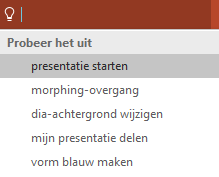 Probeer het uit
presentatie starten
morphing-overgang
dia-achtergrond wijzigen
mijn presentatie delen
vorm blauw maken